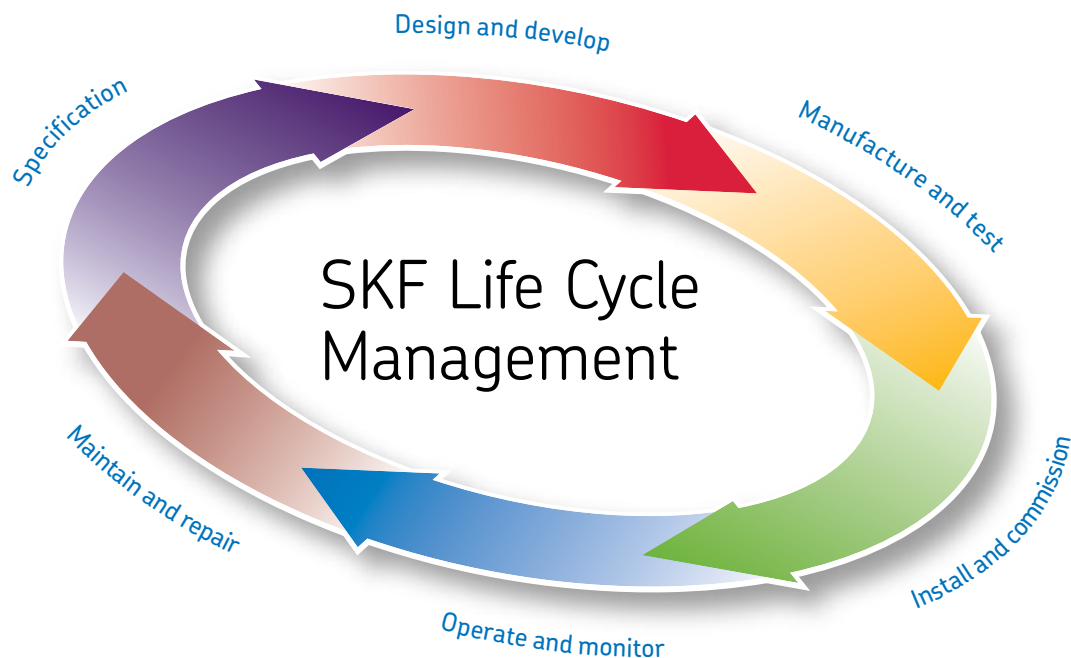 Design and develop
Specification
Manufacture and test
SKF Life Cycle
Management
Maintain and repair
Install and commission
Operate and monitor